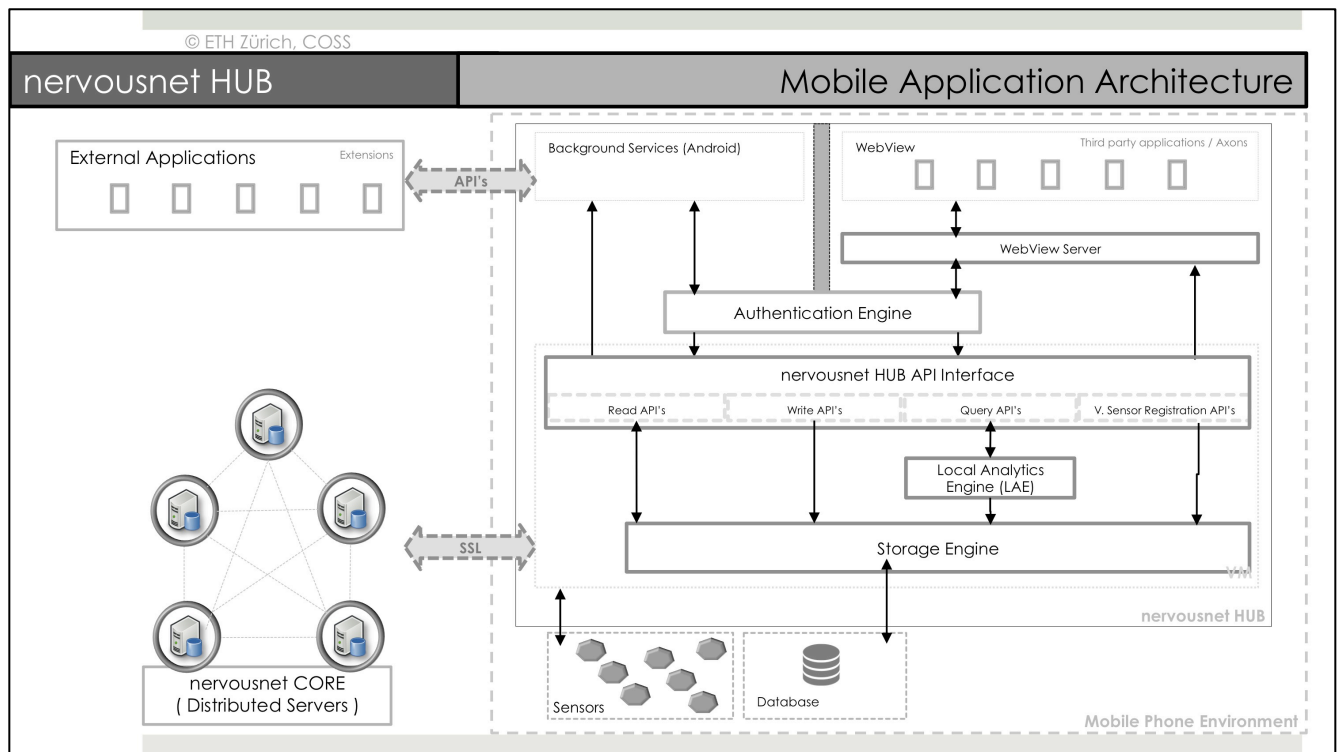 © ETH Zürich, COSS
nervousnet HUB
Mobile Application Architecture
External Applications
Extensions
API's
Background Services (Android)
WebView
Third party applications / Axons
WebView Server
Authentication Engine
nervousnet HUB API Interface
Read API's
Write API's
Query API's
V. Sensor Registration API's
Local Analytics
Engine (LAE)
SSL
Storage Engine
VM
nervousnet HUB
nervousnet CORE
( Distributed Servers )
Sensors
Database
Mobile Phone Environment